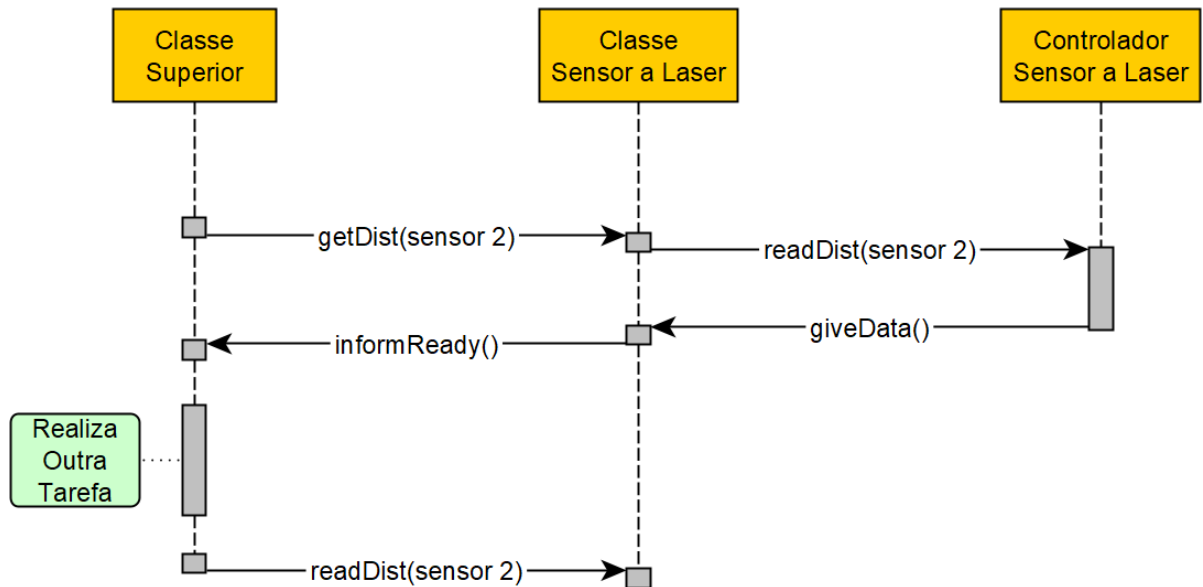 Classe
Superior
Classe
Sensor a Laser
Controlador
Sensor a Laser
getDist(sensor 2)
readDist(sensor 2)
giveData()
informReady()
Realiza
Outra
Tarefa
readDist(sensor 2)